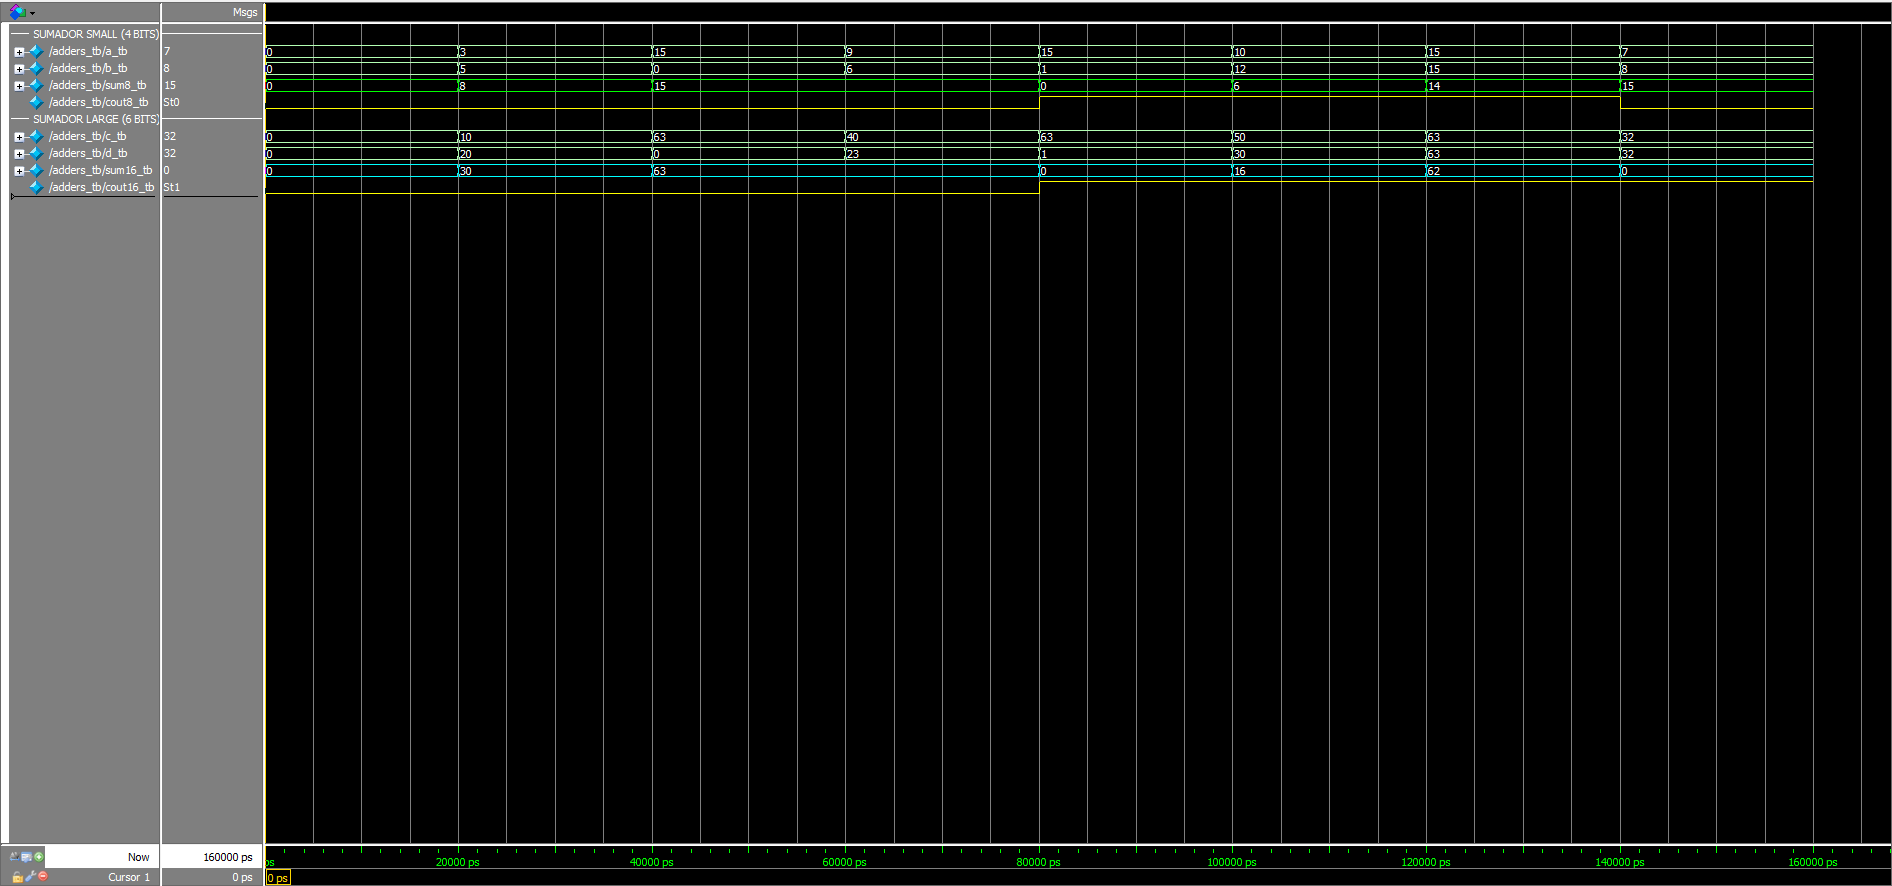 Msgs
SUMADOR SMALL (4 BITS)
/adders_tb/a_tb 7 0 3 15 9 15 10 15 7
/adders_tb/b_tb 8 0 5 0 6 1 12 15 8
/adders_tb/sum8_tb 15 0 8 15 0 6 14 15
/adders_tb/cout8_tb St0
SUMADOR LARGE (6 BITS)
/adders_tb/c_tb 32 0 10 63 40 63 50 63 32
/adders_tb/d_tb 32 0 20 0 23 1 30 63 32
/adders_tb/sum16_tb 0 0 30 63 0 16 62 0
/adders_tb/cout16_tb St1
Now 160000 ps ps 20000 ps 40000 ps 60000 ps 80000 ps 100000 ps 120000 ps 140000 ps 160000 ps
Cursor 1 0 ps 0 ps